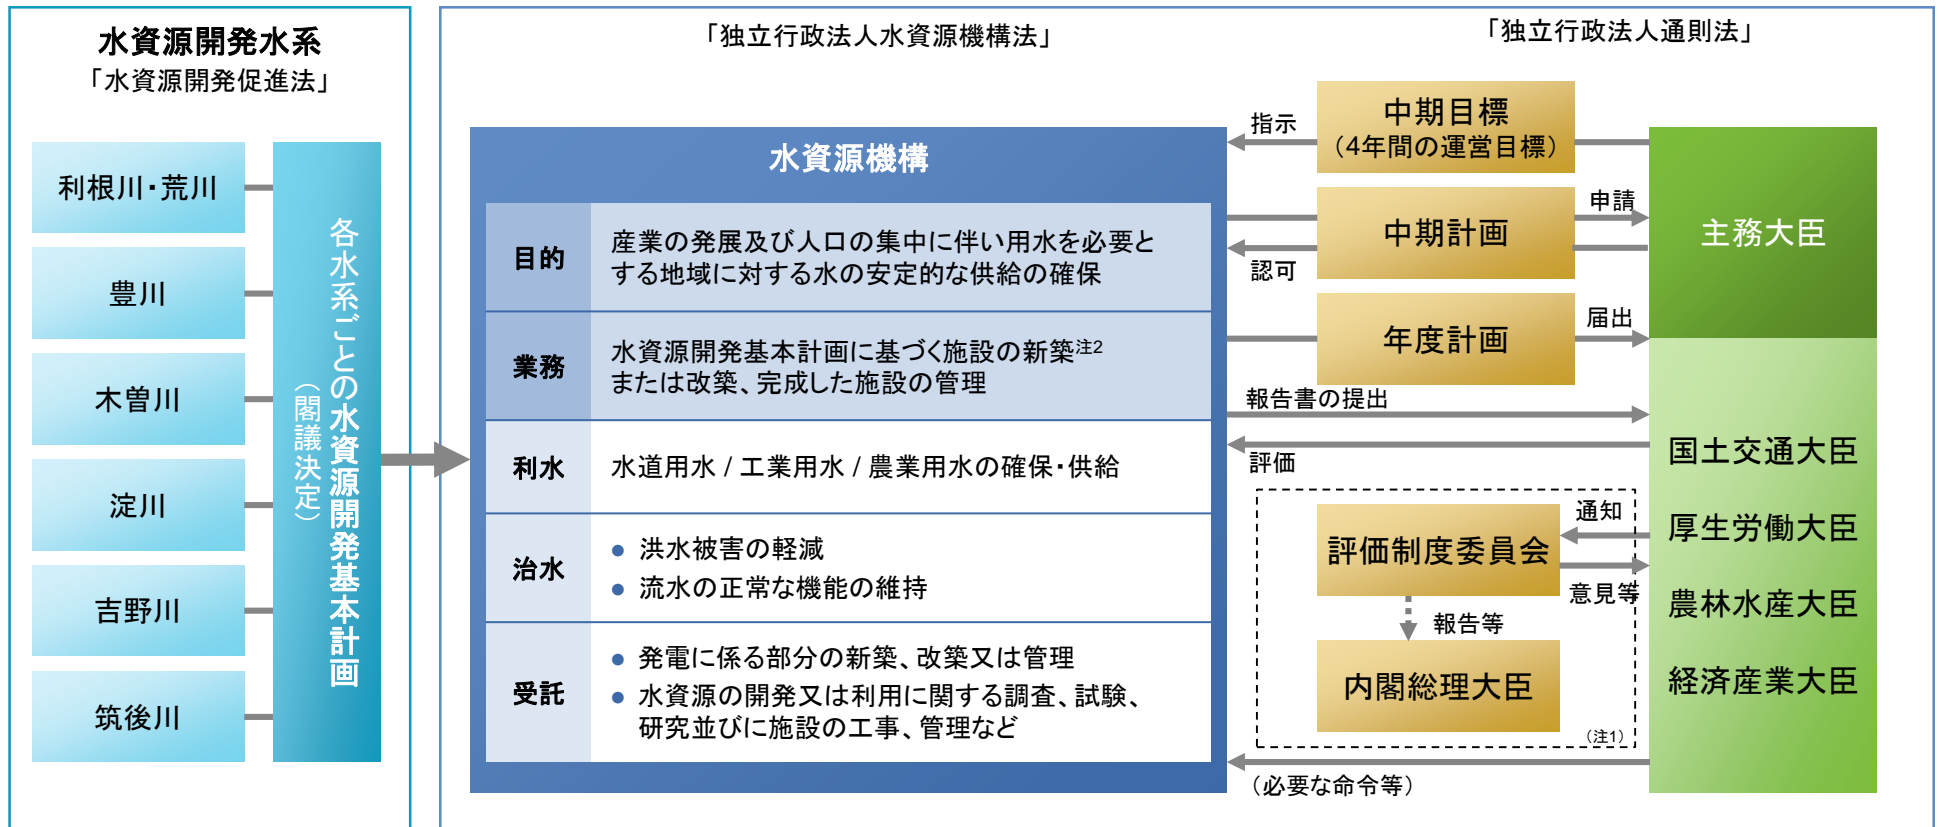 水資源開発水系
「水資源開発促進法」
利根川・荒川
豊川
木曽川
淀川
吉野川
筑後川
各水系ごとの水資源開発基本計画
（閣議決定）
「独立行政法人水資源機構法」
「独立行政法人通則法」
水資源機構
目的
産業の発展及び人口の集中に伴い用水を必要と
する地域に対する水の安定的な供給の確保
業務
水資源開発基本計画に基づく施設の新築注2
または改築、完成した施設の管理
利水
水道用水 / 工業用水 / 農業用水の確保・供給
治水
● 洪水被害の軽減
● 流水の正常な機能の維持
受託
● 発電に係る部分の新築、改築又は管理
● 水資源の開発又は利用に関する調査、試験、
研究並びに施設の工事、管理など
指示
中期目標
（4年間の運営目標）
中期計画
申請
認可
年度計画
届出
報告書の提出
評価
通知
評価制度委員会
意見等
報告等
内閣総理大臣
（注1）
（必要な命令等）
主務大臣
国土交通大臣
厚生労働大臣
農林水産大臣
経済産業大臣